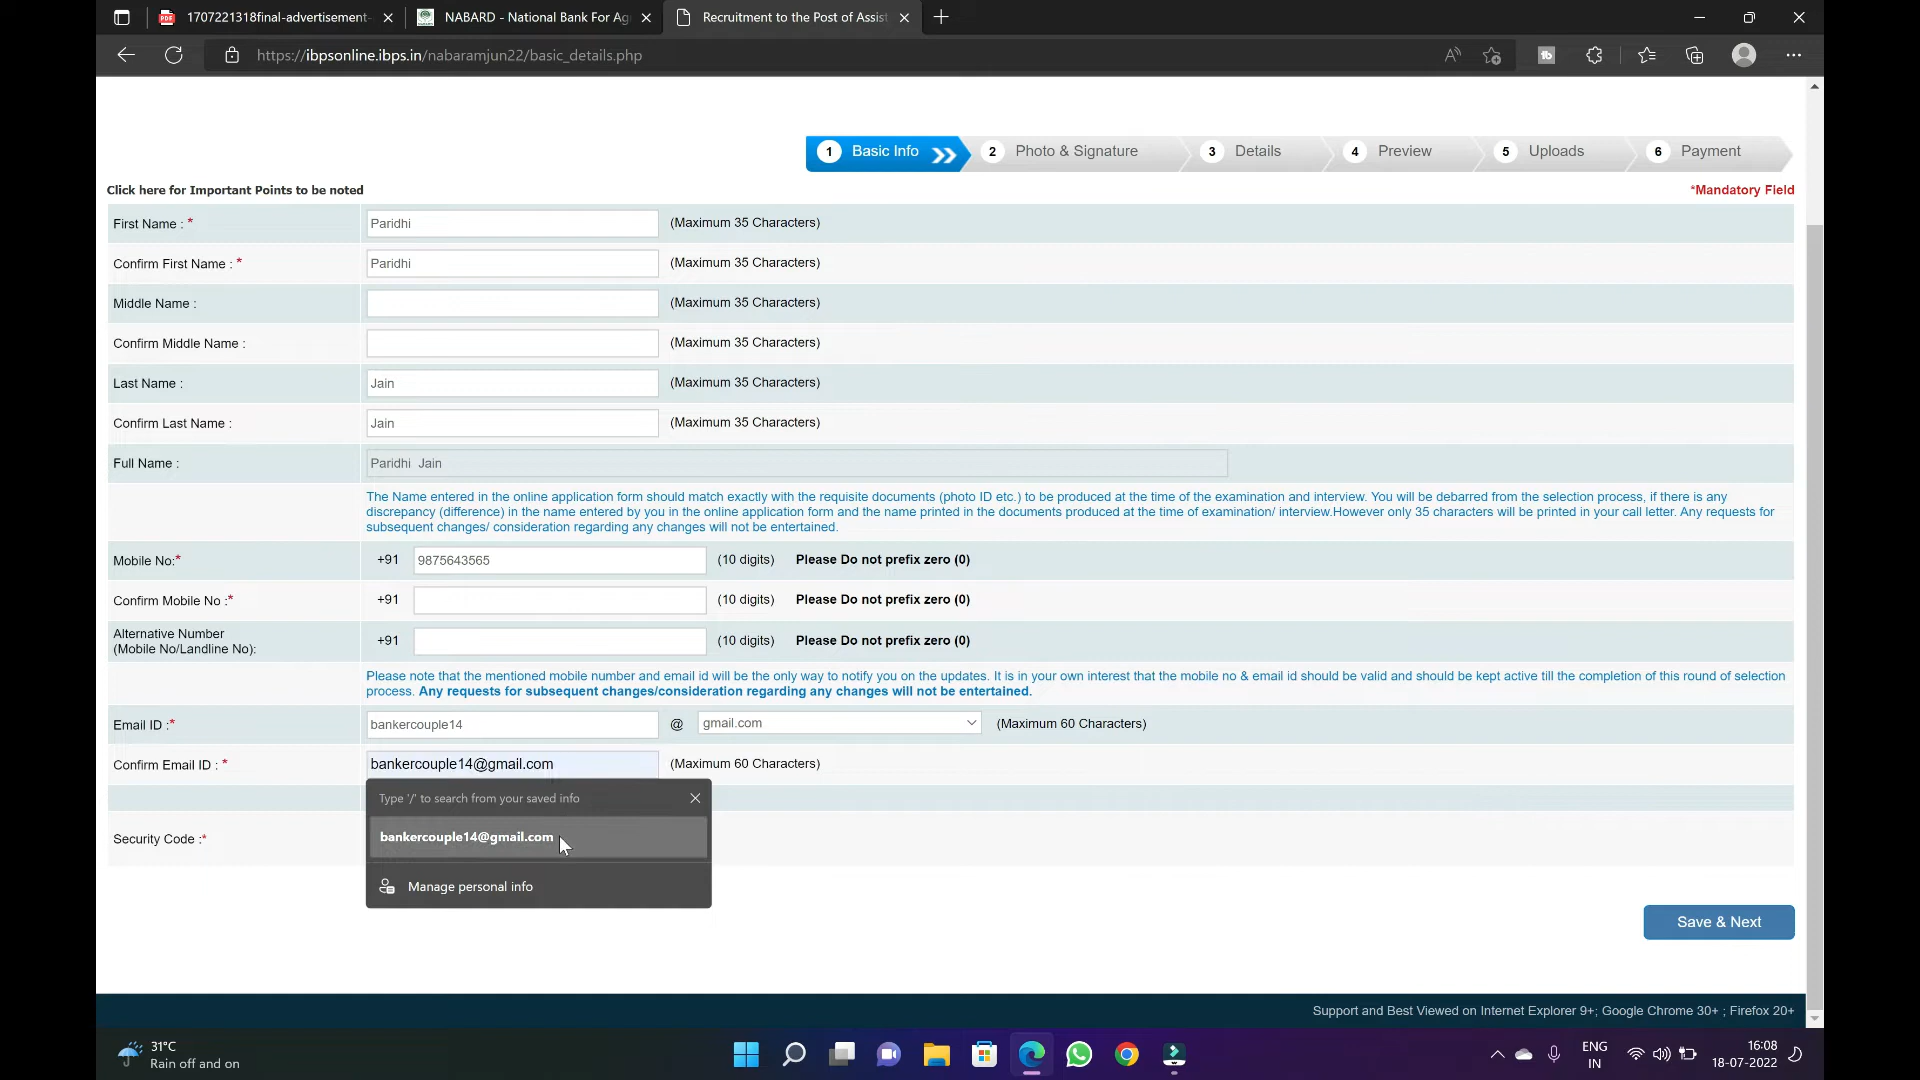 1707221318final-advertisement-
NABARD - National Bank For Ag
Recruitment to the Post of Assist
https://ibpsonline.ibps.in/nabaramjun22/basic_details.php
1 Basic Info
2 Photo & Signature
3 Details
4 Preview
5 Uploads
6 Payment
Click here for Important Points to be noted
*Mandatory Field
First Name : * Paridhi (Maximum 35 Characters)
Confirm First Name : * Paridhi (Maximum 35 Characters)
Middle Name : (Maximum 35 Characters)
Confirm Middle Name : (Maximum 35 Characters)
Last Name : Jain (Maximum 35 Characters)
Confirm Last Name : Jain (Maximum 35 Characters)
Full Name : Paridhi Jain
The Name entered in the online application form should match exactly with the requisite documents (photo ID etc.) to be produced at the time of the examination and interview. You will be debarred from the selection process, if there is any
discrepancy (difference) in the name entered by you in the online application form and the name printed in the documents produced at the time of examination/ interview.However only 35 characters will be printed in your call letter. Any requests for
subsequent changes/ consideration regarding any changes will not be entertained.
Mobile No:* +91 9875643565 (10 digits) Please Do not prefix zero (0)
Confirm Mobile No :* +91 (10 digits) Please Do not prefix zero (0)
Alternative Number
(Mobile No/Landline No): +91 (10 digits) Please Do not prefix zero (0)
Please note that the mentioned mobile number and email id will be the only way to notify you on the updates. It is in your own interest that the mobile no & email id should be valid and should be kept active till the completion of this round of selection
process. Any requests for subsequent changes/consideration regarding any changes will not be entertained.
Email ID :* bankercouple14 @ gmail.com (Maximum 60 Characters)
Confirm Email ID : * bankercouple14@gmail.com (Maximum 60 Characters)
Type '/' to search from your saved info
bankercouple14@gmail.com
Security Code :*
Manage personal info
Save & Next
Support and Best Viewed on Internet Explorer 9+; Google Chrome 30+ ; Firefox 20+
31°C
Rain off and on
ENG
IN
16:08
18-07-2022